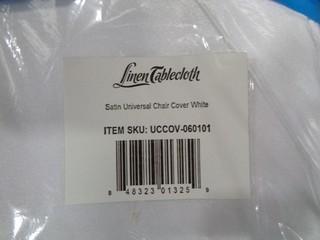 Linen Tablecloth
Satin Universal Chair Cover White
ITEM SKU: UCCOV-060101
8 48323 01325 9